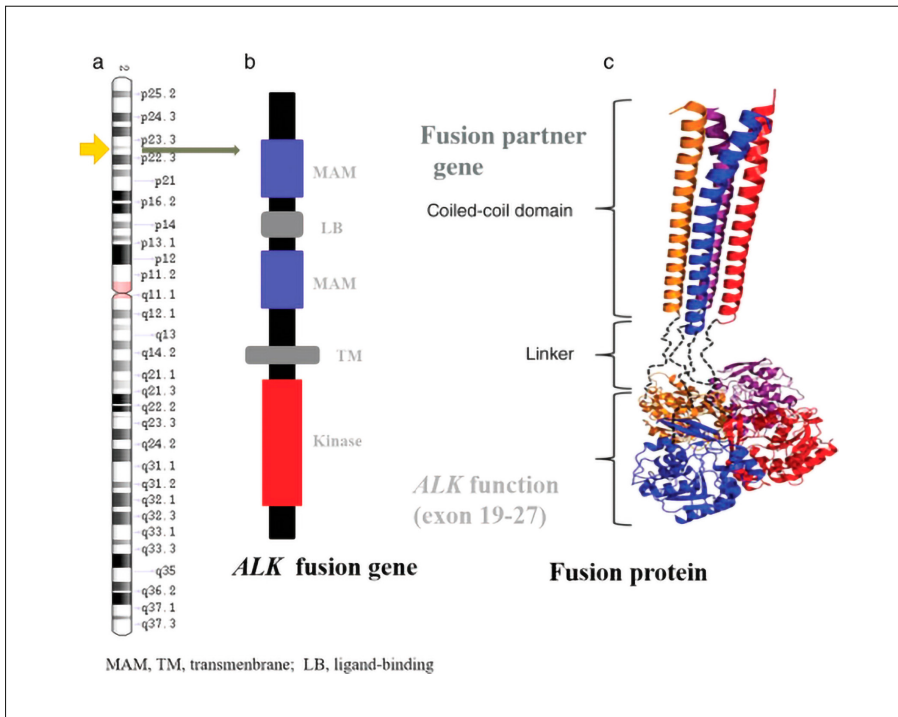 a
2
p25.2
p24.3
p23.3
p22.3
p21
p16.2
p14
p13.1
p12
p11.2
q11.1
q12.1
q13
q14.2
q21.1
q21.3
q22.2
q23.3
q24.2
q31.1
q31.2
q32.1
q32.3
q33.1
q33.3
q35
q36.2
q37.1
q37.3
b
MAM
LB
MAM
TM
Kinase
ALK fusion gene
c
Fusion partner
gene
Coiled-coil domain
Linker
ALK function
(exon 19-27)
Fusion protein
MAM, TM, transmenbrane; LB, ligand-binding